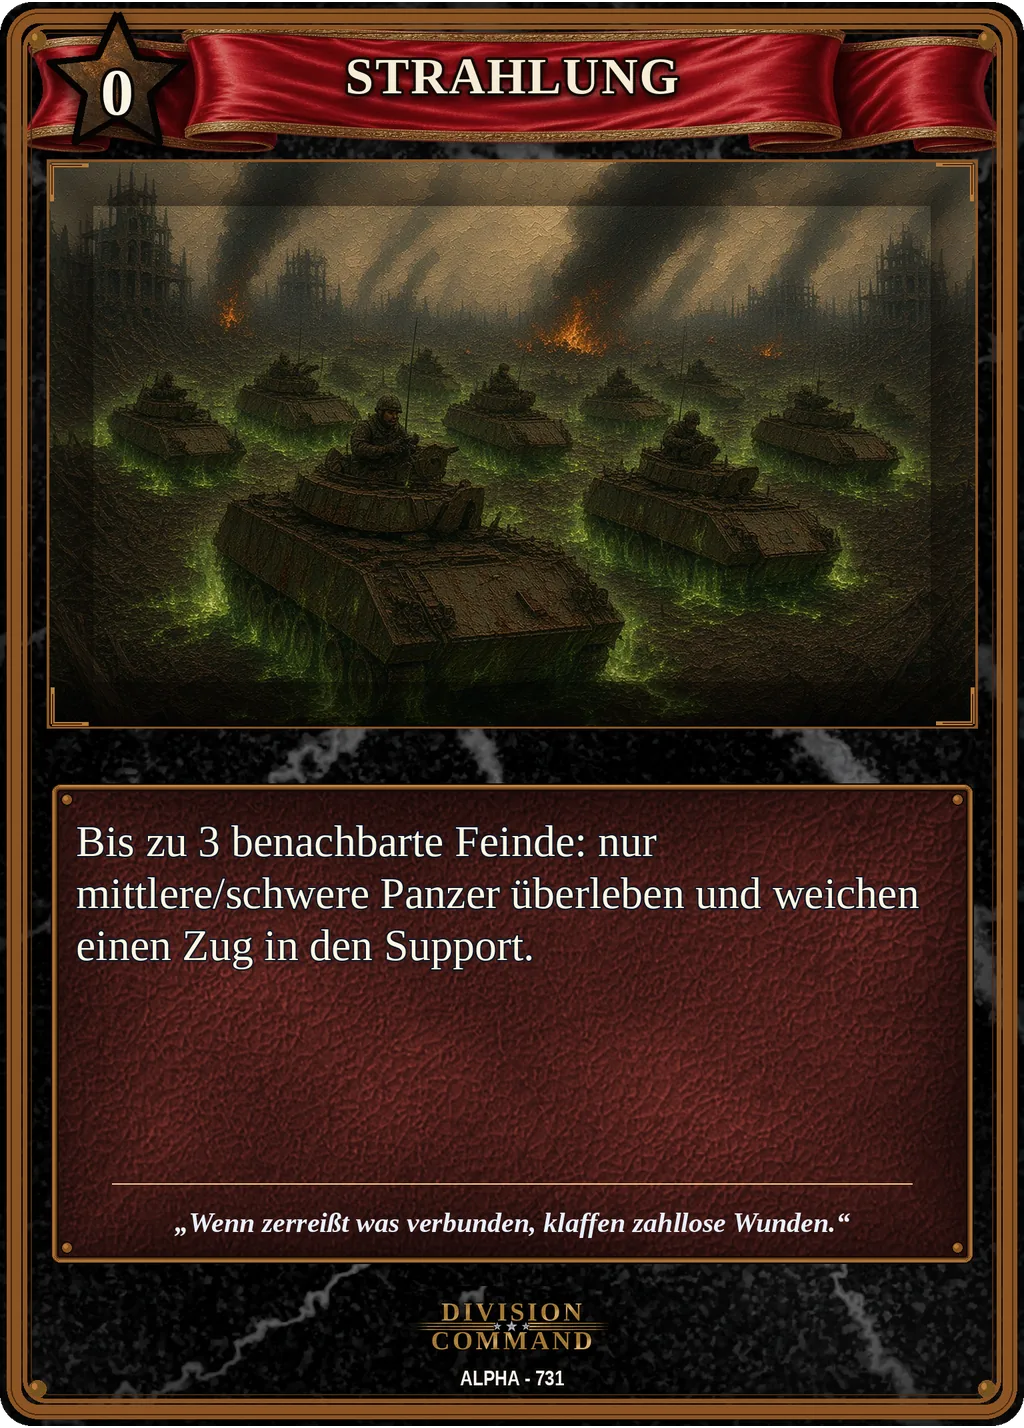 0
STRAHLUNG
Bis zu 3 benachbarte Feinde: nur
mittlere/schwere Panzer überleben und weichen
einen Zug in den Support.
„Wenn zerreißt was verbunden, klaffen zahllose Wunden.“
DIVISION
COMMAND
ALPHA - 731